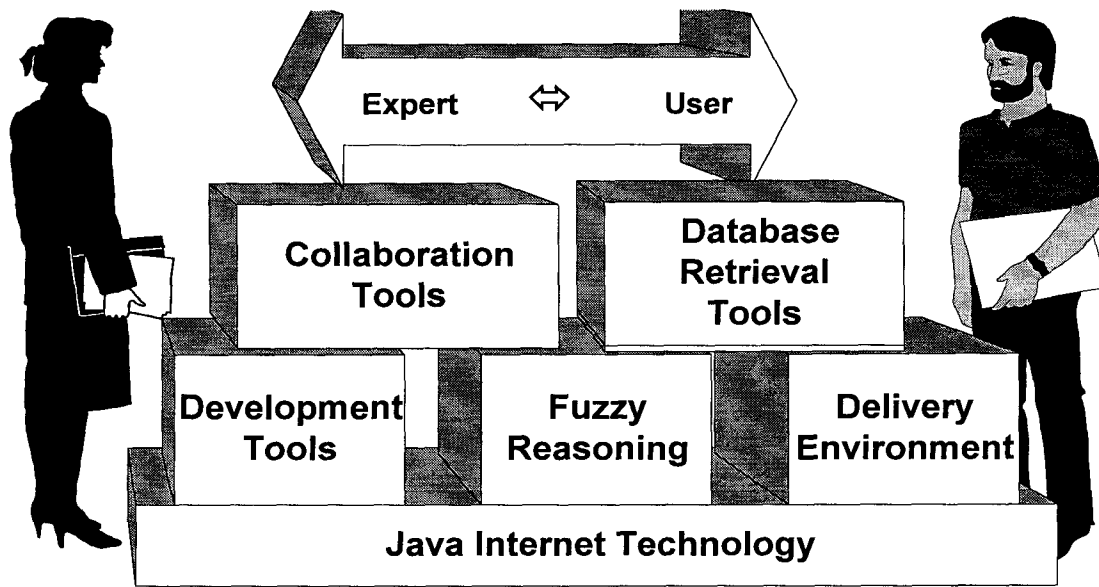 Expert ⇔ User
Collaboration
Tools
Database
Retrieval
Tools
Development
Tools
Fuzzy
Reasoning
Delivery
Environment
Java Internet Technology